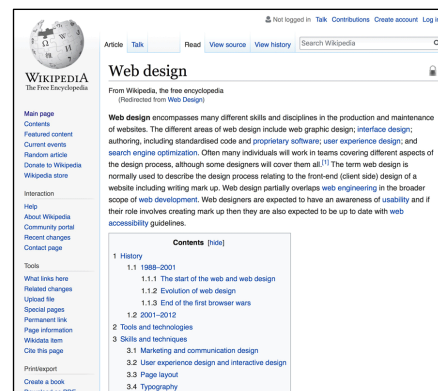 Not logged in Talk Contributions Create account Log in
Article Talk Read View source View history Search Wikipedia
WIKIPEDIA
The Free Encyclopedia
Main page
Contents
Featured content
Current events
Random article
Donate to Wikipedia
Wikipedia store
Interaction
Help
About Wikipedia
Community portal
Recent changes
Contact page
Tools
What links here
Related changes
Upload file
Special pages
Permanent link
Page information
Wikidata item
Cite this page
Print/export
Create a book
Download as PDF
Web design
From Wikipedia, the free encyclopedia
(Redirected from Web Design)
Web design encompasses many different skills and disciplines in the production and maintenance
of websites. The different areas of web design include web graphic design; interface design;
authoring, including standardised code and proprietary software; user experience design; and
search engine optimization. Often many individuals will work in teams covering different aspects of
the design process, although some designers will cover them all.[1] The term web design is
normally used to describe the design process relating to the front-end (client side) design of a
website including writing mark up. Web design partially overlaps web engineering in the broader
scope of web development. Web designers are expected to have an awareness of usability and if
their role involves creating mark up then they are also expected to be up to date with web
accessibility guidelines.
Contents [hide]
1 History
1.1 1988–2001
1.1.1 The start of the web and web design
1.1.2 Evolution of web design
1.1.3 End of the first browser wars
1.2 2001–2012
2 Tools and technologies
3 Skills and techniques
3.1 Marketing and communication design
3.2 User experience design and interactive design
3.3 Page layout
3.4 Typography